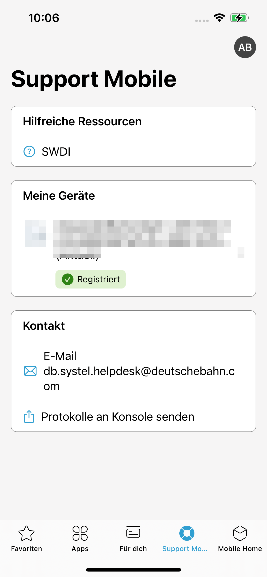 10:06
AB
Support Mobile
Hilfreiche Ressourcen
SWDI
Meine Geräte
Registriert
Kontakt
E-Mail
db.systel.helpdesk@deutschebahn.c
om
Protokolle an Konsole senden
Favoriten
Apps
Für dich
Support Mo...
Mobile Home